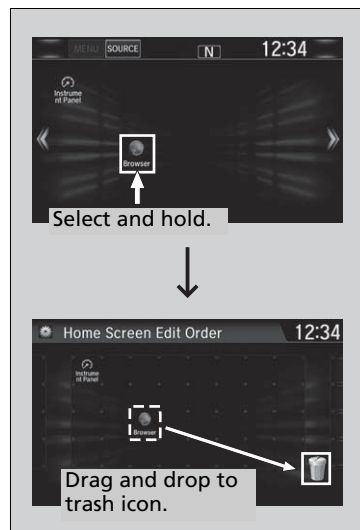 MENU SOURCE N 12:34
Instrume
nt Panel
Browser
Select and hold.
Home Screen Edit Order 12:34
Instrume
nt Panel
Browser
Drag and drop to
trash icon.